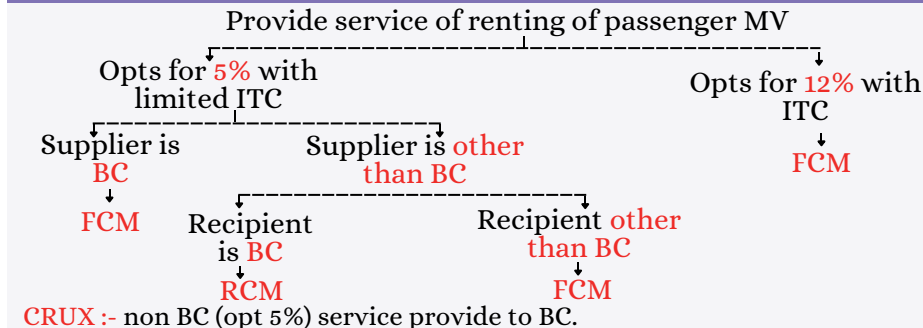 Provide service of renting of passenger MV
Opts for 5% with
limited ITC
Opts for 12% with
ITC
FCM
Supplier is
BC
FCM
Supplier is other
than BC
Recipient
is BC
RCM
Recipient other
than BC
FCM
CRUX :- non BC (opt 5%) service provide to BC.